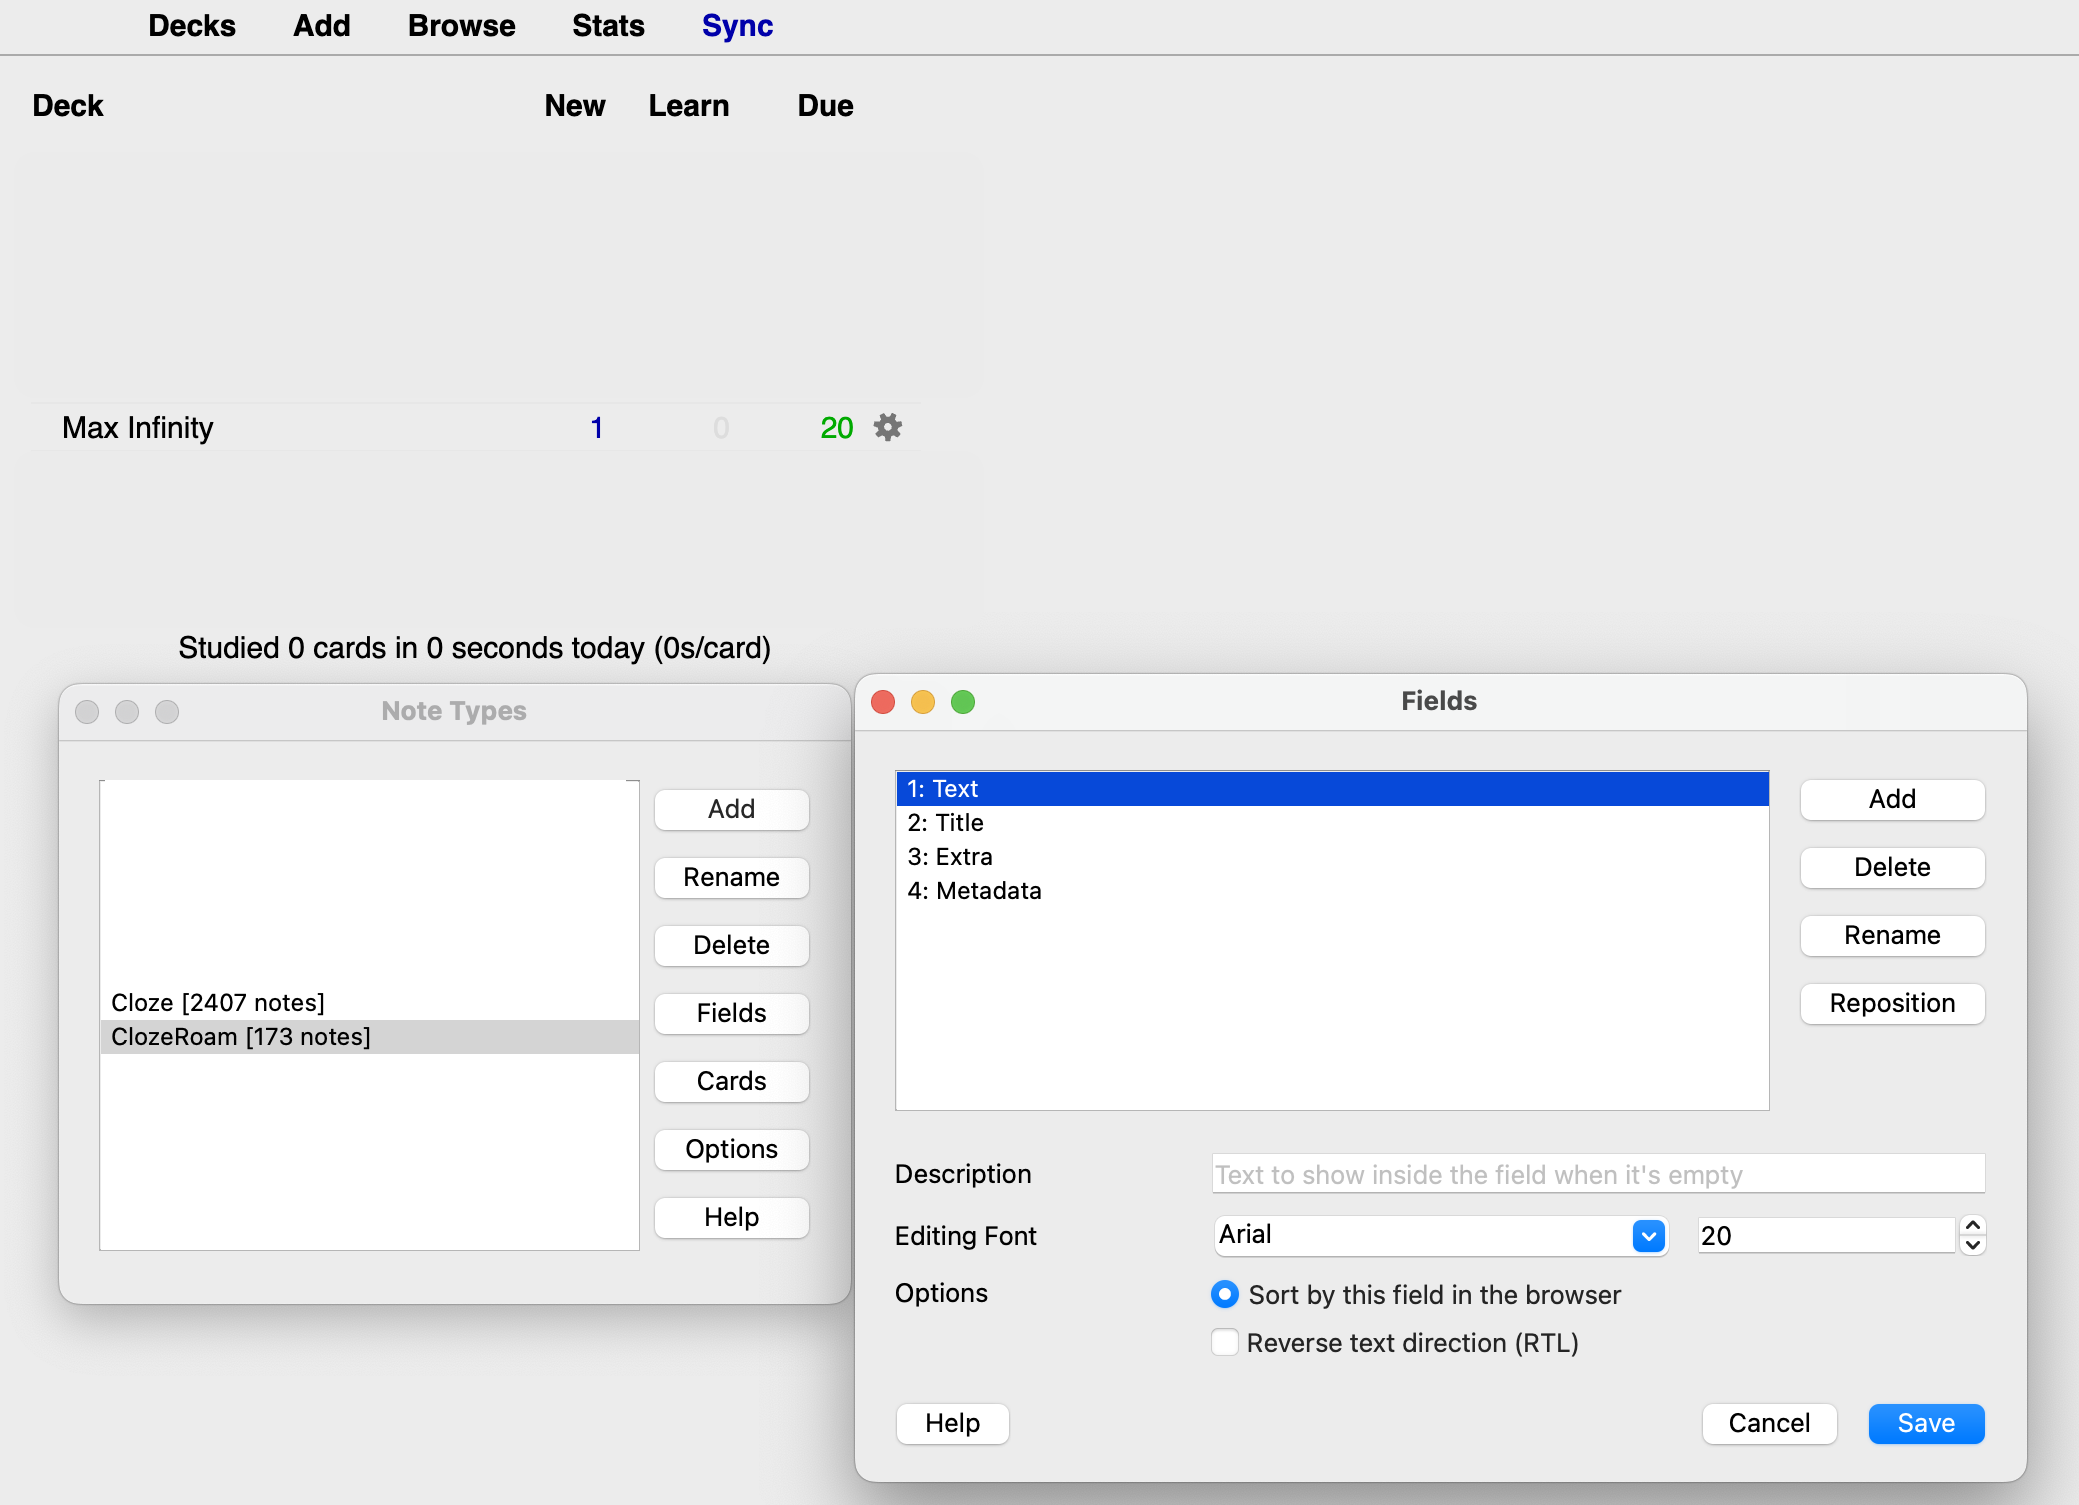 Decks Add Browse Stats Sync
Deck New Learn Due
Max Infinity 1 0 20
Studied 0 cards in 0 seconds today (0s/card)
Note Types
Cloze [2407 notes]
ClozeRoam [173 notes]
Add
Rename
Delete
Fields
Cards
Options
Help
Fields
1: Text
2: Title
3: Extra
4: Metadata
Add
Delete
Rename
Reposition
Description Text to show inside the field when it's empty
Editing Font Arial 20
Options Sort by this field in the browser
Reverse text direction (RTL)
Help Cancel Save